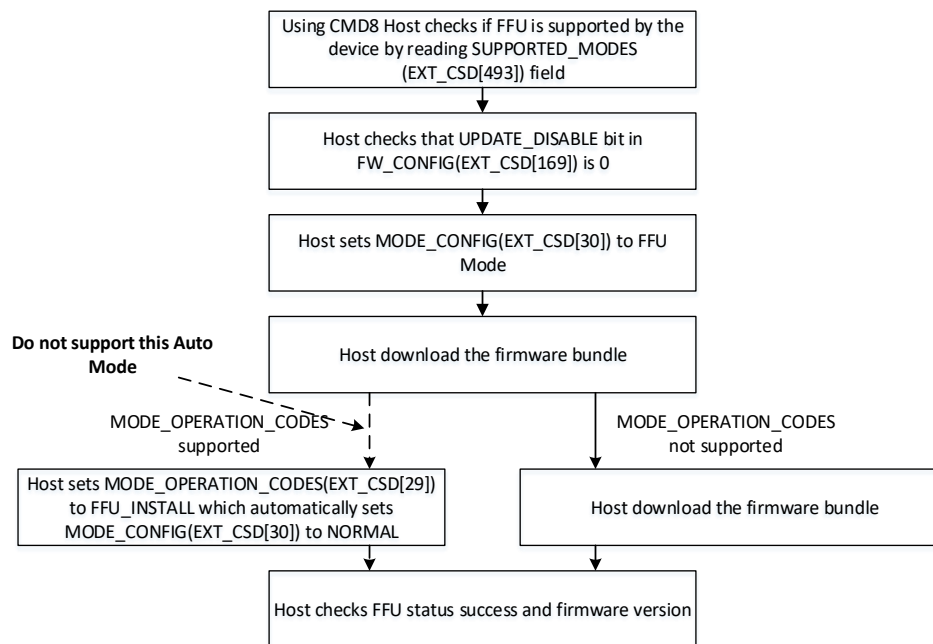 Using CMD8 Host checks if FFU is supported by the
device by reading SUPPORTED_MODES
(EXT_CSD[493]) field
Host checks that UPDATE_DISABLE bit in
FW_CONFIG(EXT_CSD[169]) is 0
Host sets MODE_CONFIG(EXT_CSD[30]) to FFU
Mode
Do not support this Auto
Mode
Host download the firmware bundle
MODE_OPERATION_CODES
supported
MODE_OPERATION_CODES
not supported
Host sets MODE_OPERATION_CODES(EXT_CSD[29])
to FFU_INSTALL which automatically sets
MODE_CONFIG(EXT_CSD[30]) to NORMAL
Host download the firmware bundle
Host checks FFU status success and firmware version